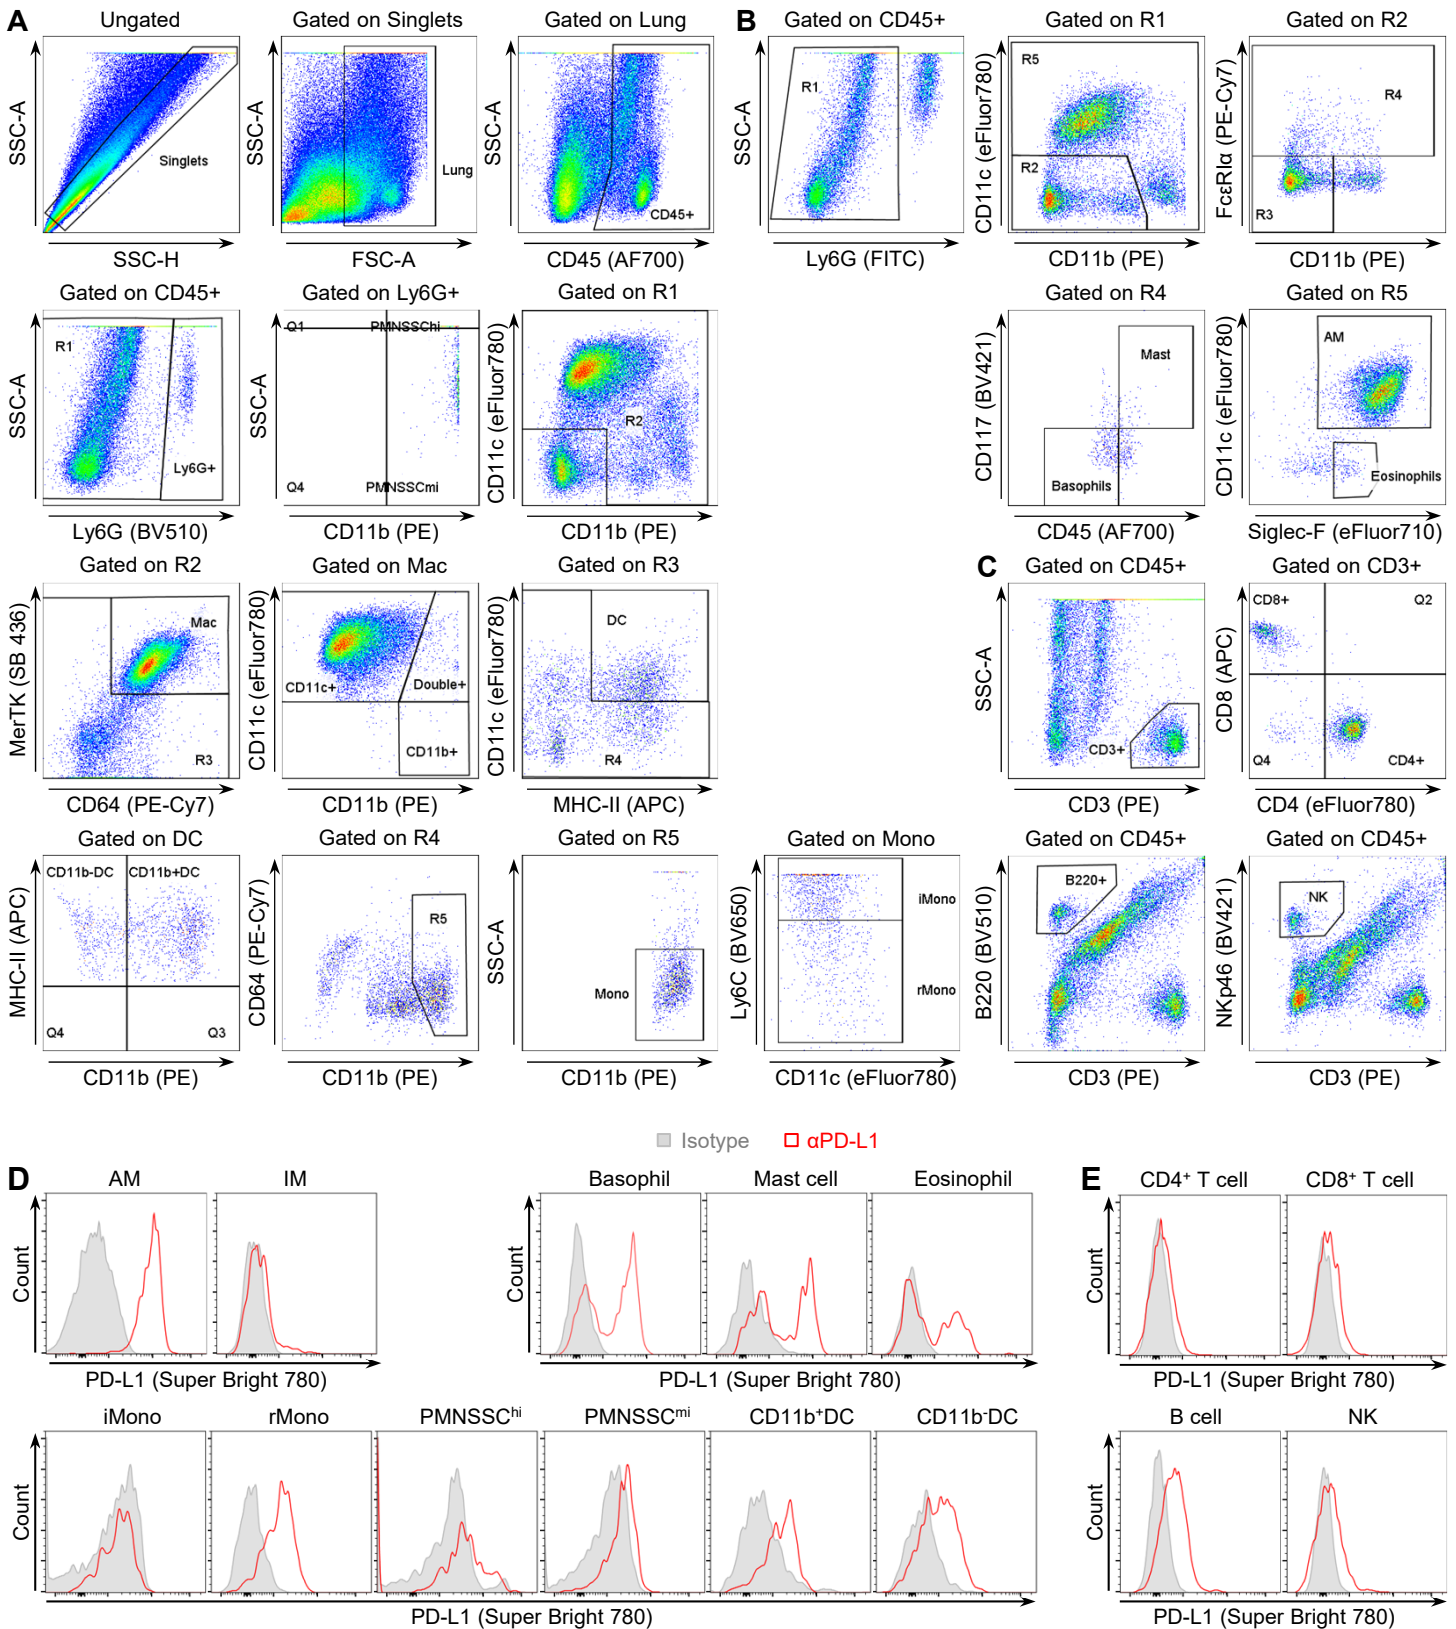 A
Ungated
SSC-A
Singlets
SSC-H
Gated on Singlets
SSC-A
Lung
FSC-A
Gated on Lung
SSC-A
CD45+
CD45 (AF700)
B
Gated on CD45+
SSC-A
R1
Ly6G (FITC)
Gated on R1
CD11c (eFluor780)
R5
R2
CD11b (PE)
Gated on R2
FcεRIα (PE-Cy7)
R4
R3
CD11b (PE)
Gated on CD45+
SSC-A
R1
Ly6G+
Ly6G (BV510)
Gated on Ly6G+
SSC-A
Q1
PMNSSChi
Q4
PMNSSCmi
CD11b (PE)
Gated on R1
CD11c (eFluor780)
R2
CD11b (PE)
Gated on R4
CD117 (BV421)
Mast
Basophils
CD45 (AF700)
Gated on R5
CD11c (eFluor780)
AM
Eosinophils
Siglec-F (eFluor710)
Gated on R2
MerTK (SB 436)
Mac
R3
CD64 (PE-Cy7)
Gated on Mac
CD11c (eFluor780)
CD11c+
Double+
CD11b+
CD11b (PE)
Gated on R3
CD11c (eFluor780)
DC
R4
MHC-II (APC)
C
Gated on CD45+
SSC-A
CD3+
CD3 (PE)
Gated on CD3+
CD8 (APC)
CD8+
Q2
Q4
CD4+
CD4 (eFluor780)
Gated on DC
MHC-II (APC)
CD11b-DC
CD11b+DC
Q4
Q3
CD11b (PE)
Gated on R4
CD64 (PE-Cy7)
R5
CD11b (PE)
Gated on R5
SSC-A
Mono
CD11b (PE)
Gated on Mono
Ly6C (BV650)
iMono
rMono
CD11c (eFluor780)
Gated on CD45+
B220 (BV510)
B220+
CD3 (PE)
Gated on CD45+
NKp46 (BV421)
NK
CD3 (PE)
Isotype
αPD-L1
D
AM
IM
Count
PD-L1 (Super Bright 780)
Basophil
Mast cell
Eosinophil
Count
PD-L1 (Super Bright 780)
E
CD4⁺ T cell
CD8⁺ T cell
Count
PD-L1 (Super Bright 780)
iMono
rMono
PMNSSC^hi
PMNSSC^mi
CD11b⁺DC
CD11b⁻DC
Count
PD-L1 (Super Bright 780)
B cell
NK
Count
PD-L1 (Super Bright 780)